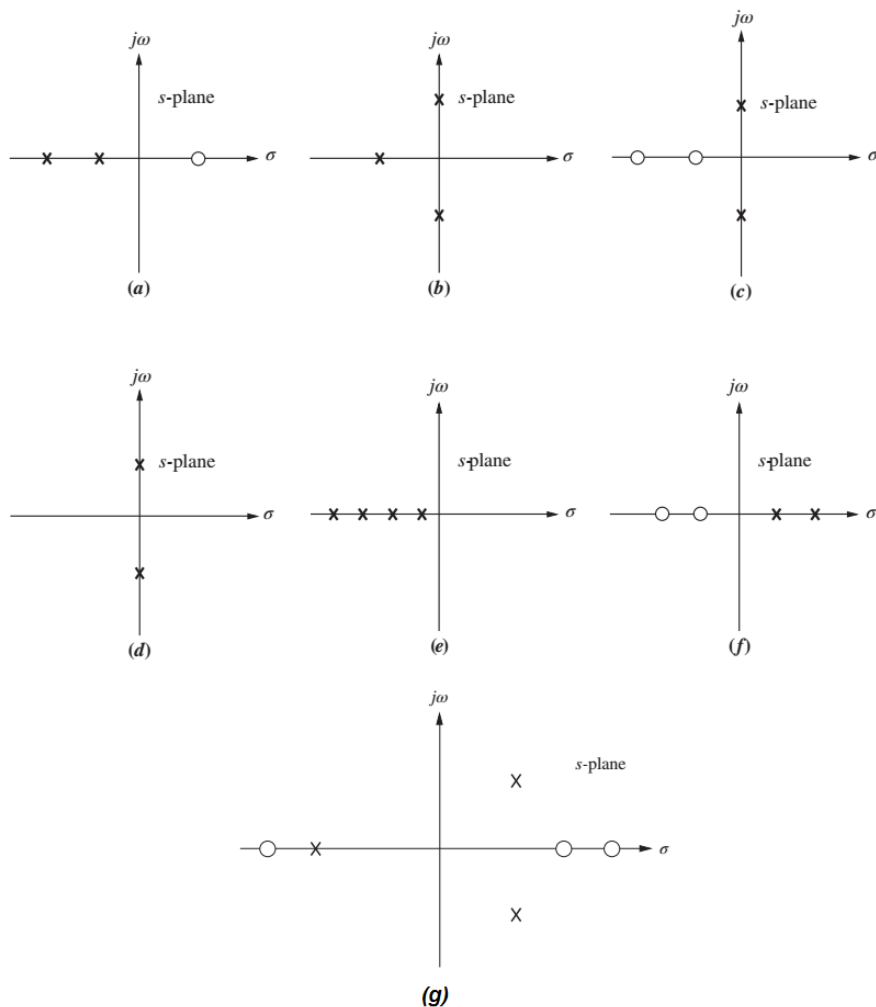 jω jω jω
s-plane s-plane s-plane
σ σ σ
(a) (b) (c)
jω jω jω
s-plane s-plane s-plane
σ σ σ
(d) (e) (f)
jω
s-plane
σ
(g)